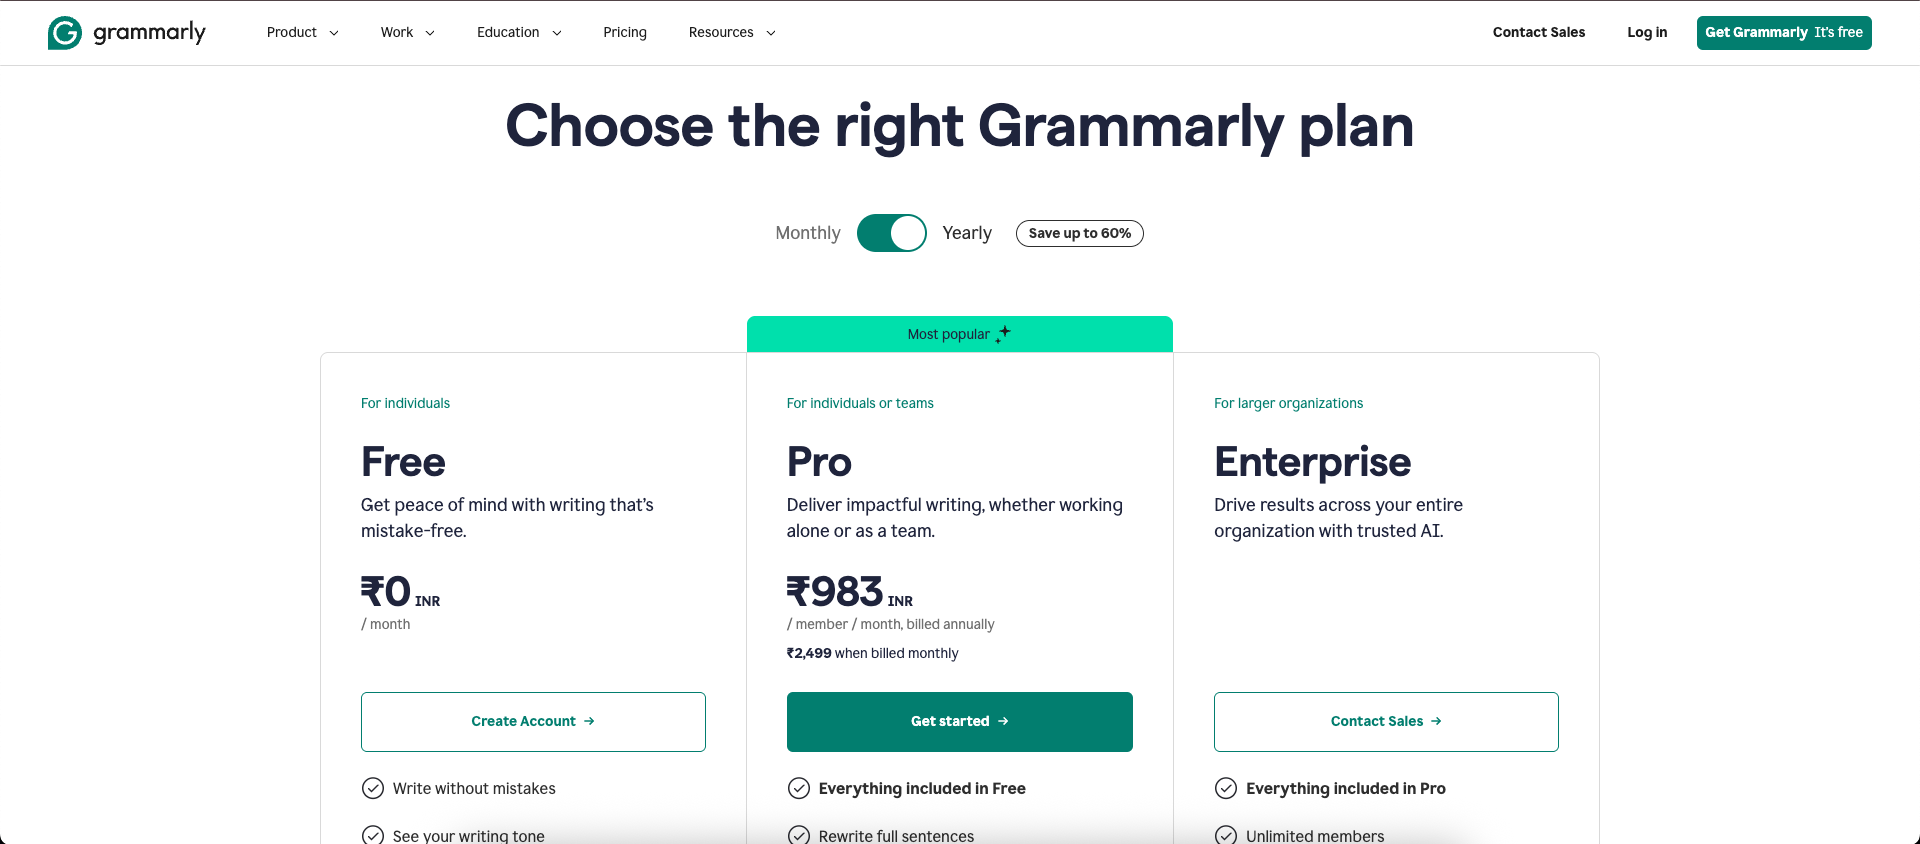 grammarly
Product
Work
Education
Pricing
Resources
Contact Sales
Log in
Get Grammarly It's free
Choose the right Grammarly plan
Monthly
Yearly
Save up to 60%
Most popular
For individuals
Free
Get peace of mind with writing that's
mistake-free.
₹0 INR
/ month
Create Account →
Write without mistakes
See your writing tone
For individuals or teams
Pro
Deliver impactful writing, whether working
alone or as a team.
₹983 INR
/ member / month, billed annually
₹2,499 when billed monthly
Get started →
Everything included in Free
Rewrite full sentences
For larger organizations
Enterprise
Drive results across your entire
organization with trusted AI.
Contact Sales →
Everything included in Pro
Unlimited members